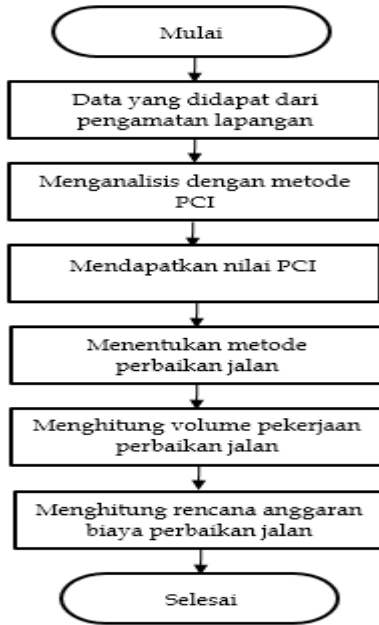 Mulai
Data yang didapat dari
pengamatan lapangan
Menganalisis dengan metode
PCI
Mendapatkan nilai PCI
Menentukan metode
perbaikan jalan
Menghitung volume pekerjaan
perbaikan jalan
Menghitung rencana anggaran
biaya perbaikan jalan
Selesai